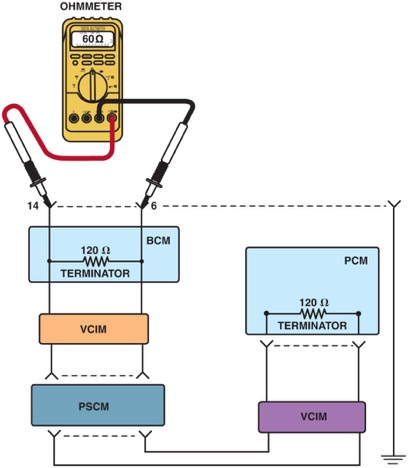 OHMMETER
60Ω
14
6
BCM
120 Ω
TERMINATOR
PCM
120 Ω
TERMINATOR
VCIM
PSCM
VCIM